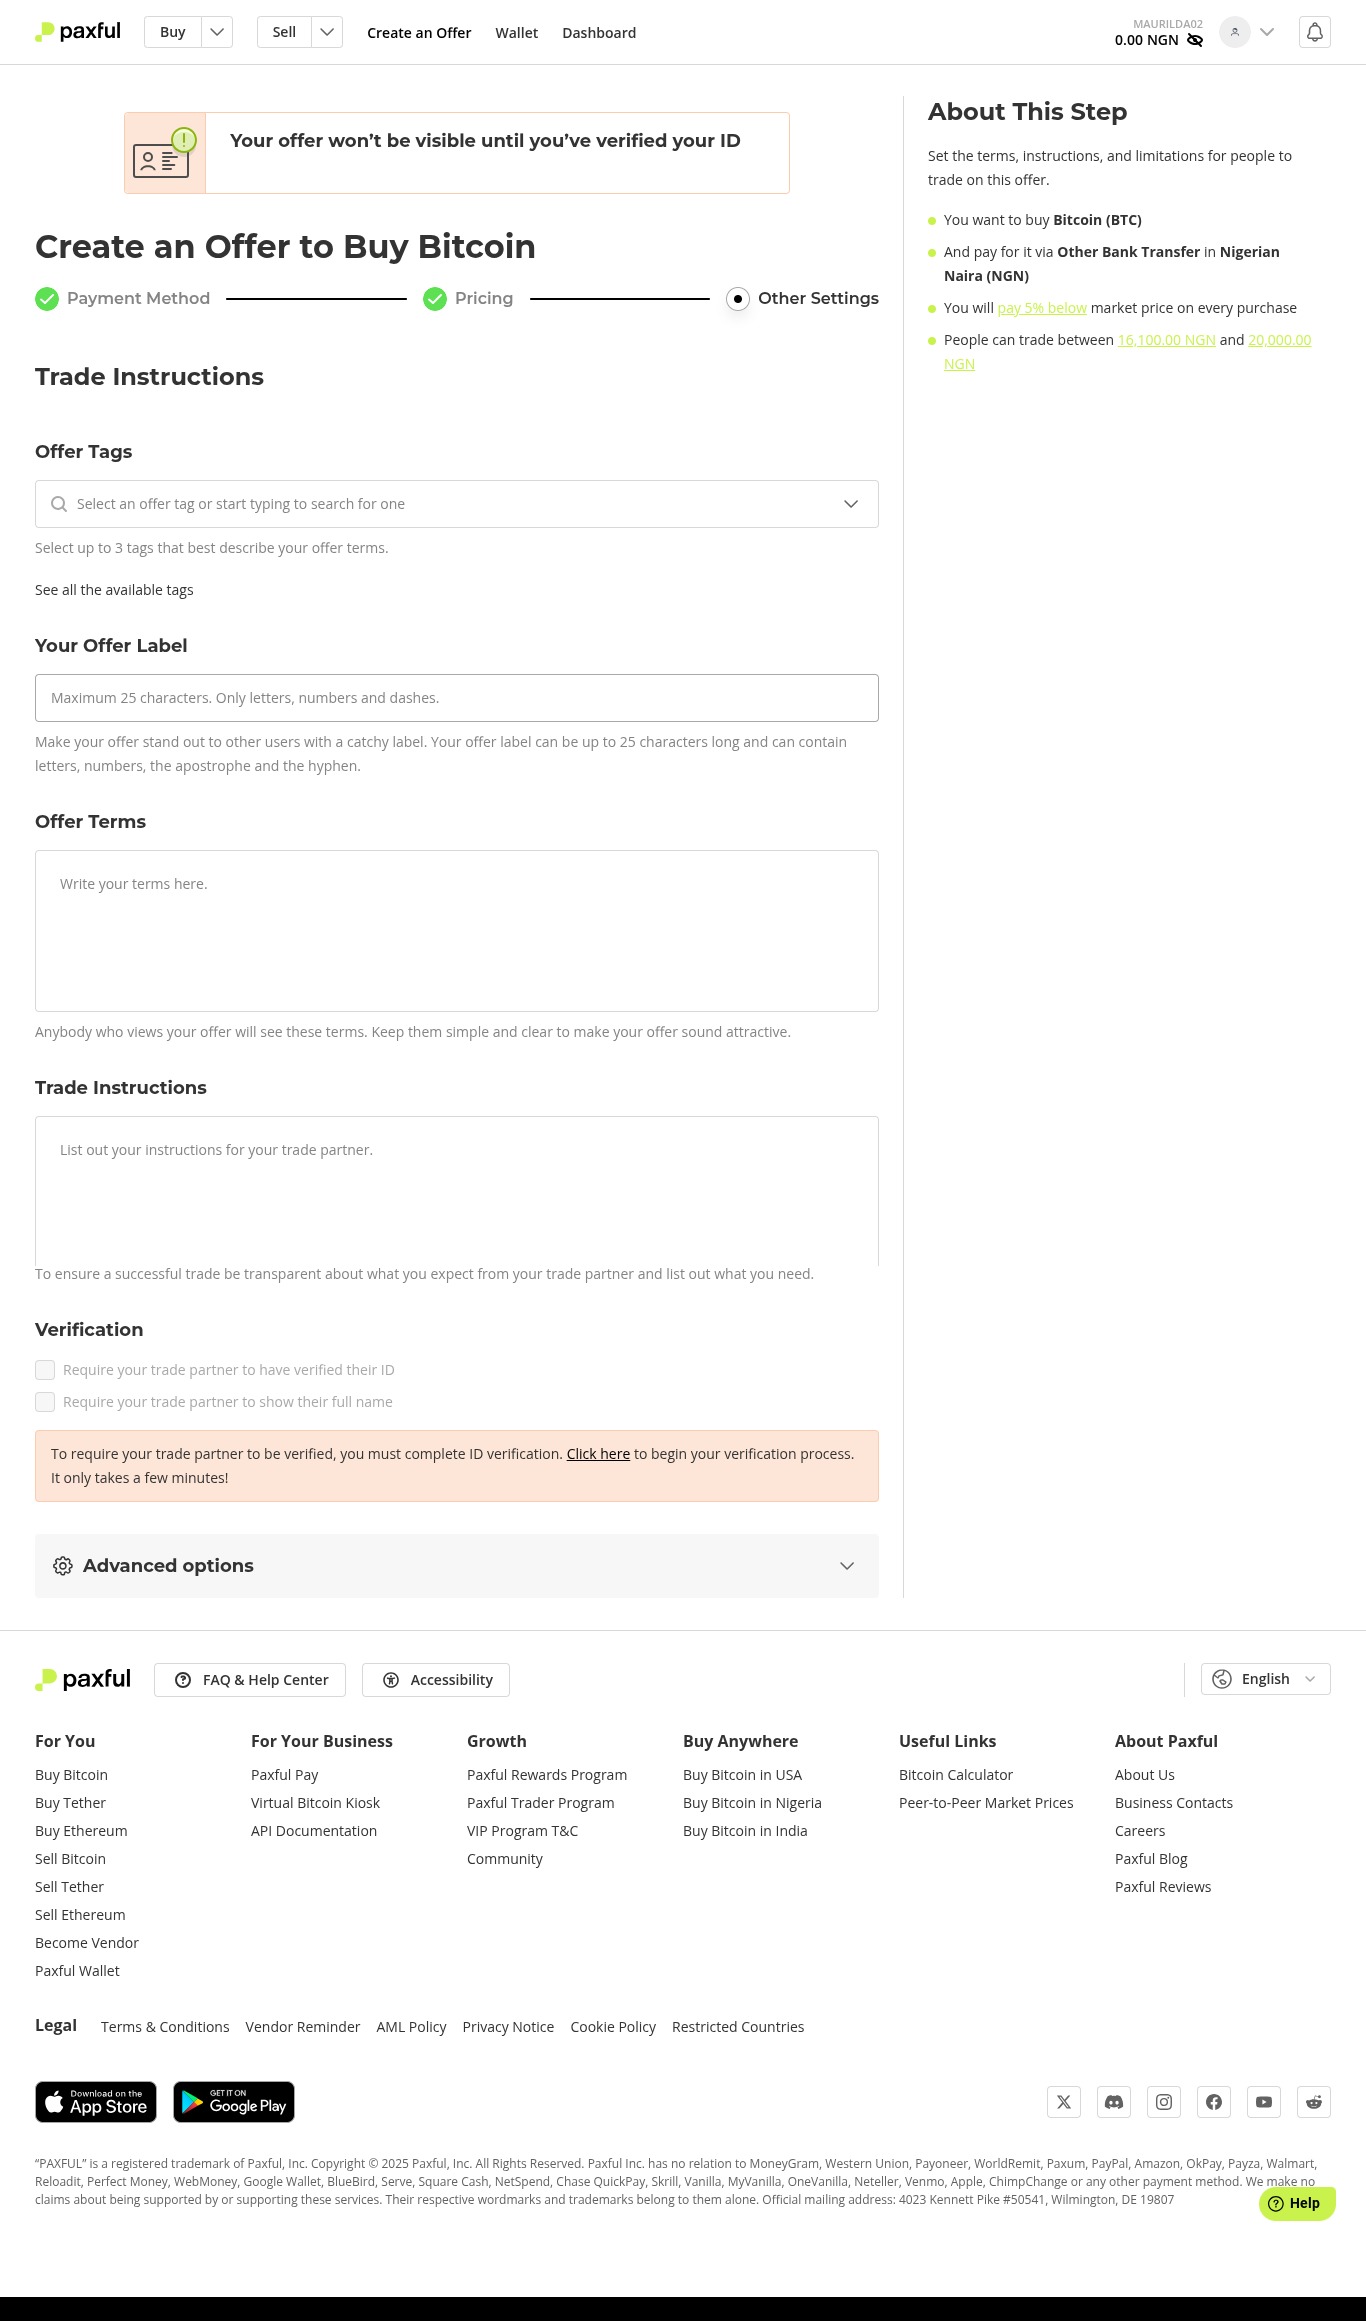 paxful
Buy
Sell
Create an Offer
Wallet
Dashboard
MAURILDA02
0.00 NGN
Your offer won’t be visible until you’ve verified your ID
Create an Offer to Buy Bitcoin
Payment Method
Pricing
Other Settings
Trade Instructions
Offer Tags
Select an offer tag or start typing to search for one
Select up to 3 tags that best describe your offer terms.
See all the available tags
Your Offer Label
Maximum 25 characters. Only letters, numbers and dashes.
Make your offer stand out to other users with a catchy label. Your offer label can be up to 25 characters long and can contain
letters, numbers, the apostrophe and the hyphen.
Offer Terms
Write your terms here.
Anybody who views your offer will see these terms. Keep them simple and clear to make your offer sound attractive.
Trade Instructions
List out your instructions for your trade partner.
To ensure a successful trade be transparent about what you expect from your trade partner and list out what you need.
Verification
Require your trade partner to have verified their ID
Require your trade partner to show their full name
To require your trade partner to be verified, you must complete ID verification. Click here to begin your verification process.
It only takes a few minutes!
Advanced options
About This Step
Set the terms, instructions, and limitations for people to
trade on this offer.
You want to buy Bitcoin (BTC)
And pay for it via Other Bank Transfer in Nigerian
Naira (NGN)
You will pay 5% below market price on every purchase
People can trade between 16,100.00 NGN and 20,000.00
NGN
paxful
FAQ & Help Center
Accessibility
English
For You
Buy Bitcoin
Buy Tether
Buy Ethereum
Sell Bitcoin
Sell Tether
Sell Ethereum
Become Vendor
Paxful Wallet
For Your Business
Paxful Pay
Virtual Bitcoin Kiosk
API Documentation
Growth
Paxful Rewards Program
Paxful Trader Program
VIP Program T&C
Community
Buy Anywhere
Buy Bitcoin in USA
Buy Bitcoin in Nigeria
Buy Bitcoin in India
Useful Links
Bitcoin Calculator
Peer-to-Peer Market Prices
About Paxful
About Us
Business Contacts
Careers
Paxful Blog
Paxful Reviews
Legal
Terms & Conditions
Vendor Reminder
AML Policy
Privacy Notice
Cookie Policy
Restricted Countries
Download on the
App Store
GET IT ON
Google Play
“PAXFUL” is a registered trademark of Paxful, Inc. Copyright © 2025 Paxful, Inc. All Rights Reserved. Paxful Inc. has no relation to MoneyGram, Western Union, Payoneer, WorldRemit, Paxum, PayPal, Amazon, OkPay, Payza, Walmart,
Reloadit, Perfect Money, WebMoney, Google Wallet, BlueBird, Serve, Square Cash, NetSpend, Chase QuickPay, Skrill, Vanilla, MyVanilla, OneVanilla, Neteller, Venmo, Apple, ChimpChange or any other payment method. We make no
claims about being supported by or supporting these services. Their respective wordmarks and trademarks belong to them alone. Official mailing address: 4023 Kennett Pike #50541, Wilmington, DE 19807
Help